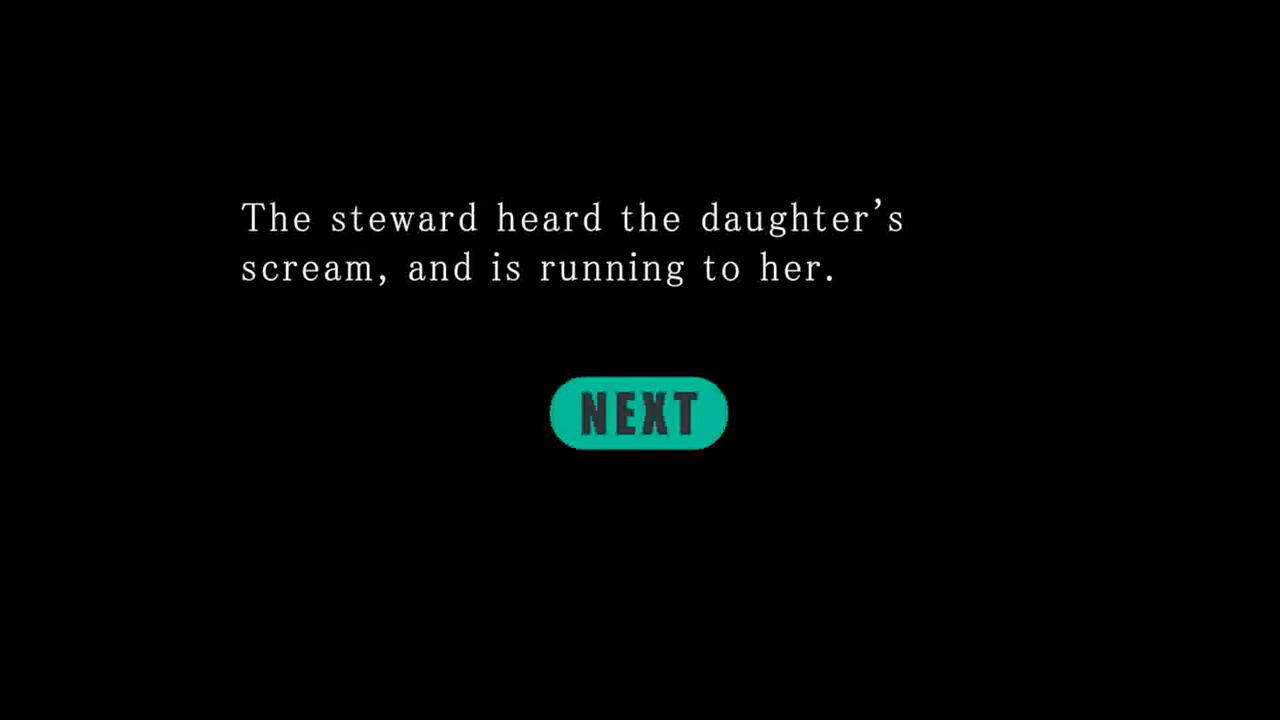 The steward heard the daughter’s
scream, and is running to her.
NEXT